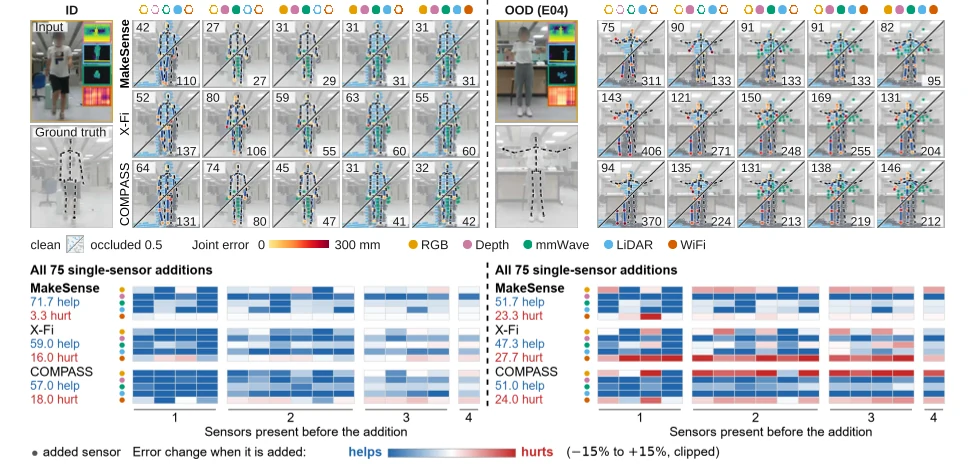 ID
OOD (E04)
Input
MakeSense
42 110
27 27
31 29
31 31
31 31
75 311
90 133
91 133
91 133
82 95
X-Fi
52 137
80 106
59 55
63 60
55 60
143 406
121 271
150 248
169 255
131 204
Ground truth
COMPASS
64 131
74 80
45 47
31 41
32 42
94 370
135 224
131 213
138 219
146 212
clean occluded 0.5 Joint error 0 300 mm RGB Depth mmWave LiDAR WiFi
All 75 single-sensor additions
MakeSense
71.7 help
3.3 hurt
X-Fi
59.0 help
16.0 hurt
COMPASS
57.0 help
18.0 hurt
1 2 3 4
Sensors present before the addition
All 75 single-sensor additions
MakeSense
51.7 help
23.3 hurt
X-Fi
47.3 help
27.7 hurt
COMPASS
51.0 help
24.0 hurt
1 2 3 4
Sensors present before the addition
added sensor Error change when it is added: helps hurts (−15% to +15%, clipped)